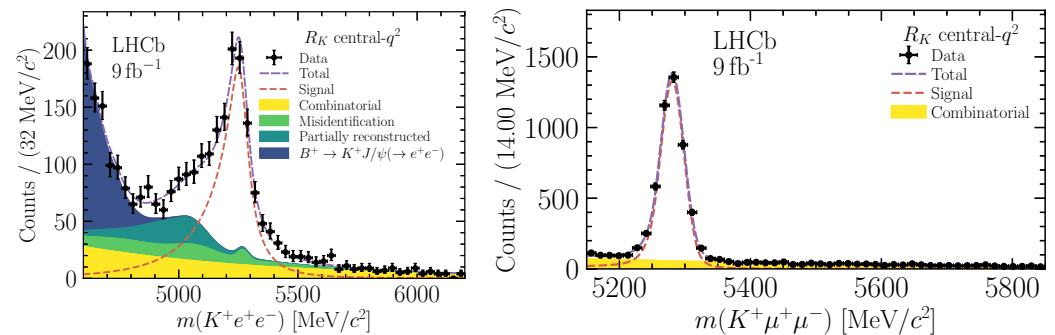 LHCb
9 fb⁻¹
R_K central-q²
Data
Total
Signal
Combinatorial
Misidentification
Partially reconstructed
B⁺ → K⁺J/ψ(→ e⁺e⁻)
Counts / (32 MeV/c²)
200
150
100
50
0
5000
5500
6000
m(K⁺e⁺e⁻) [MeV/c²]
LHCb
9 fb⁻¹
R_K central-q²
Data
Total
Signal
Combinatorial
Counts / (14.00 MeV/c²)
1500
1000
500
0
5200
5400
5600
5800
m(K⁺μ⁺μ⁻) [MeV/c²]